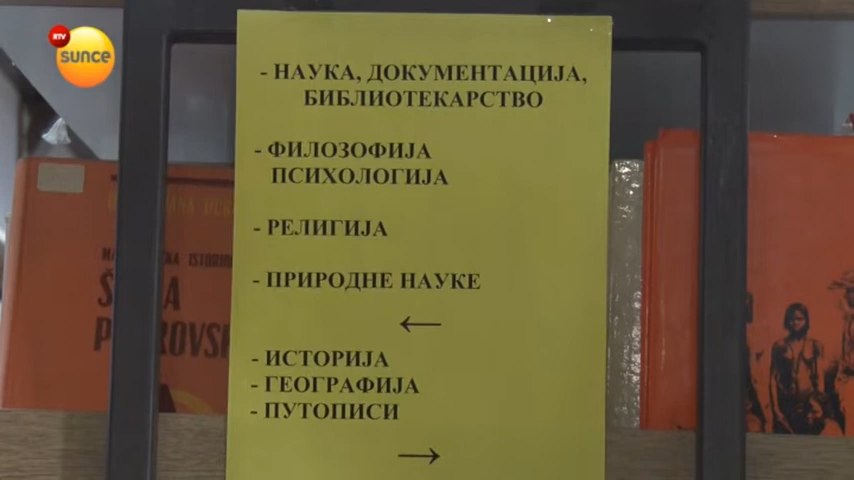 RTV
sunce
- НАУКА, ДОКУМЕНТАЦИЈА,
БИБЛИОТЕКАРСТВО
- ФИЛОЗОФИЈА
ПСИХОЛОГИЈА
- РЕЛИГИЈА
- ПРИРОДНЕ НАУКЕ
←
- ИСТОРИЈА
- ГЕОГРАФИЈА
- ПУТОПИСИ
→